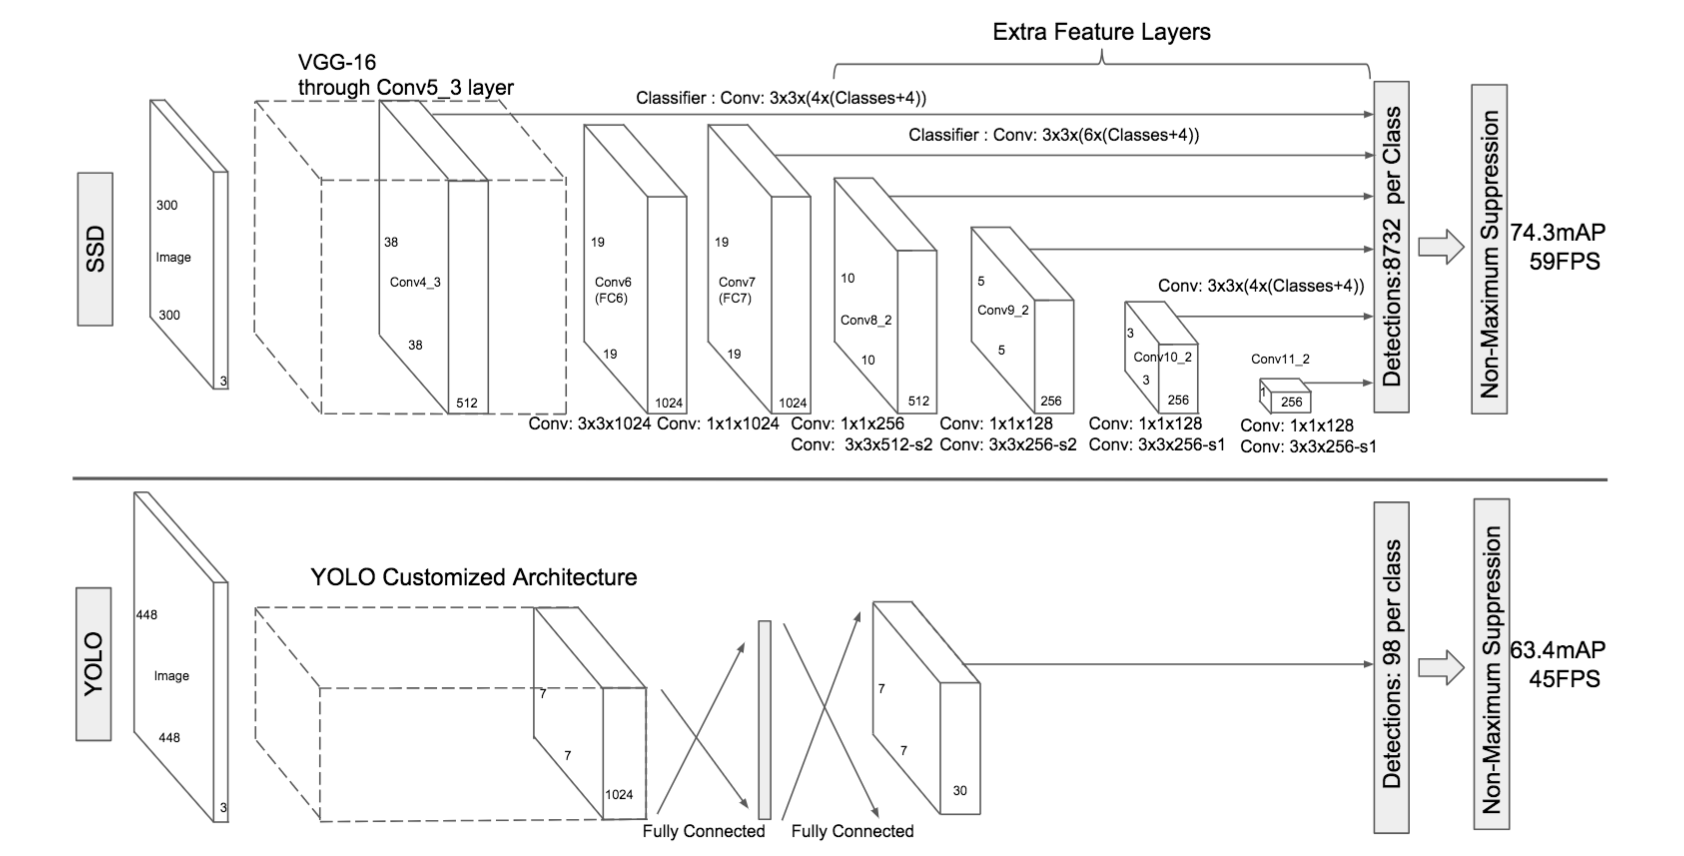 Extra Feature Layers
VGG-16
through Conv5_3 layer
Classifier : Conv: 3x3x(4x(Classes+4))
Classifier : Conv: 3x3x(6x(Classes+4))
SSD
300
Image
300
3
38
Conv4_3
38
512
19
Conv6
(FC6)
19
1024
19
Conv7
(FC7)
19
1024
10
Conv8_2
10
512
5
Conv9_2
5
256
Conv: 3x3x(4x(Classes+4))
3
Conv10_2
3
256
Conv11_2
1
256
Conv: 3x3x1024
Conv: 1x1x1024
Conv: 1x1x256
Conv: 3x3x512-s2
Conv: 1x1x128
Conv: 3x3x256-s2
Conv: 1x1x128
Conv: 3x3x256-s1
Conv: 1x1x128
Conv: 3x3x256-s1
Detections:8732 per Class
Non-Maximum Suppression
74.3mAP
59FPS
YOLO
448
Image
448
3
YOLO Customized Architecture
7
7
1024
Fully Connected
Fully Connected
7
7
30
Detections: 98 per class
Non-Maximum Suppression
63.4mAP
45FPS